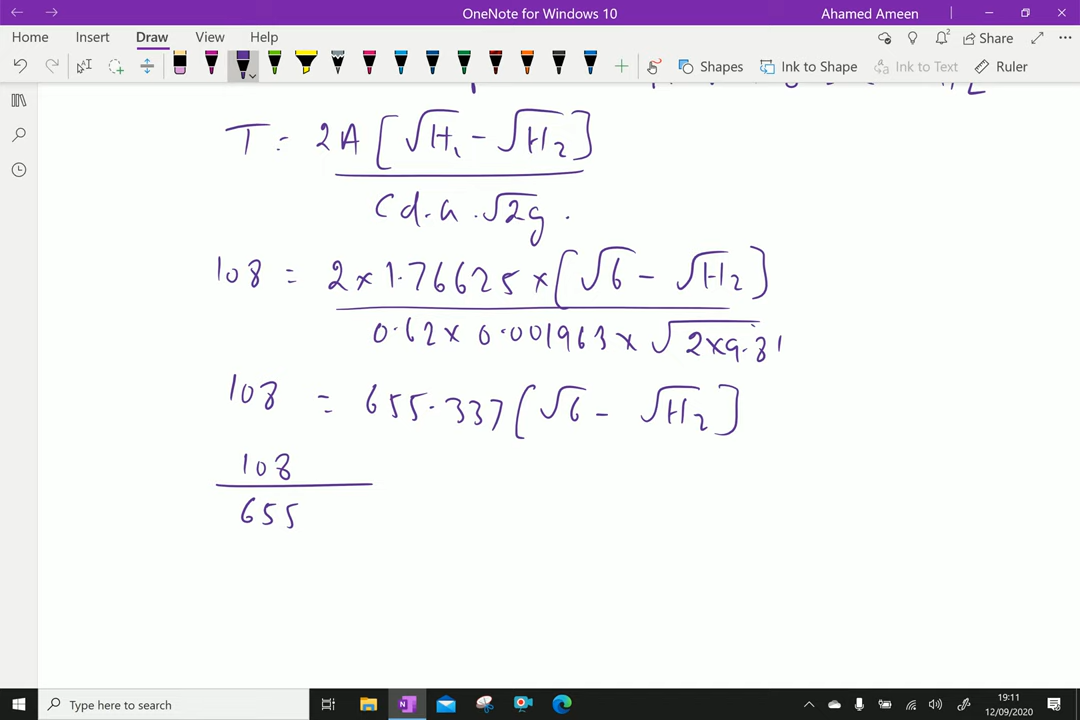 OneNote for Windows 10
Ahamed Ameen
Home Insert Draw View Help
Share
Shapes Ink to Shape Ink to Text Ruler
T = 2A [√H₁ - √H₂]
Cd.a.√2g.
108 = 2 x 1.76625 x [√6 - √H₂]
0.62 x 0.001963 x √2x9.81
108 = 655.337 [√6 - √H₂]
108
655
Type here to search
19:11
12/09/2020